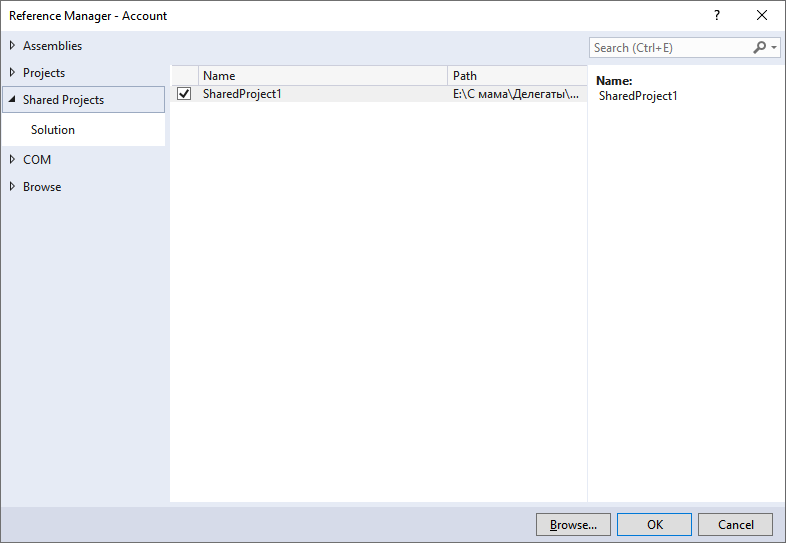 Reference Manager - Account
?
Assemblies
Search (Ctrl+E)
Projects
Shared Projects
Solution
COM
Browse
Name Path
SharedProject1 E:\С мама\Делегаты\...
Name:
SharedProject1
Browse... OK Cancel